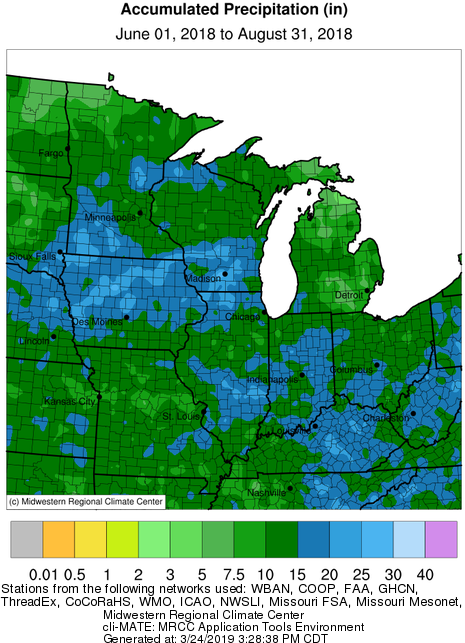 Accumulated Precipitation (in)
June 01, 2018 to August 31, 2018
Fargo
Minneapolis
Sioux Falls
Madison
Detroit
Des Moines
Chicago
Lincoln
Indianapolis
Columbus
Kansas City
St. Louis
Charleston
Louisville
Nashville
(c) Midwestern Regional Climate Center
0.01 0.5 1 2 3 5 7.5 10 15 20 25 30 40
Stations from the following networks used: WBAN, COOP, FAA, GHCN,
ThreadEx, CoCoRaHS, WMO, ICAO, NWSLI, Missouri FSA, Missouri Mesonet,
Midwestern Regional Climate Center
cli-MATE: MRCC Application Tools Environment
Generated at: 3/24/2019 3:28:38 PM CDT